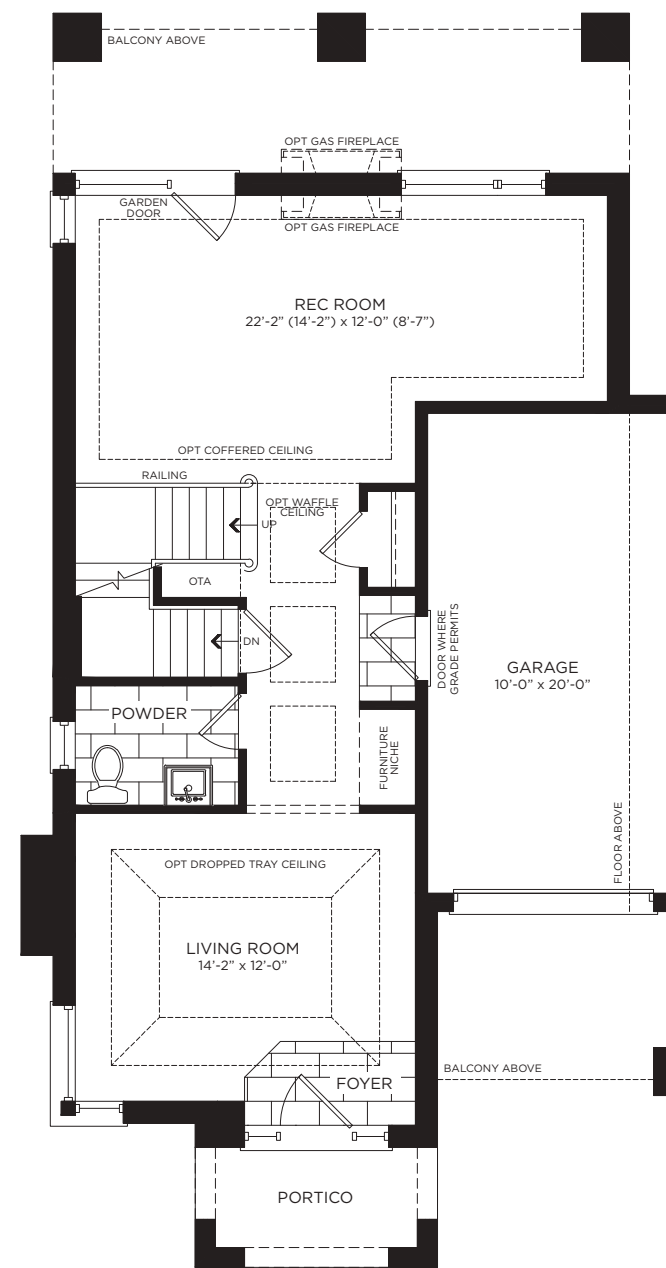 BALCONY ABOVE
OPT GAS FIREPLACE
GARDEN
DOOR
OPT GAS FIREPLACE
REC ROOM
22'-2" (14'-2") x 12'-0" (8'-7")
OPT COFFERED CEILING
RAILING
OPT WAFFLE
CEILING
UP
OTA
DN
DOOR WHERE
GRADE PERMITS
GARAGE
10'-0" x 20'-0"
POWDER
FURNITURE
NICHE
FLOOR ABOVE
OPT DROPPED TRAY CEILING
LIVING ROOM
14'-2" x 12'-0"
BALCONY ABOVE
FOYER
PORTICO